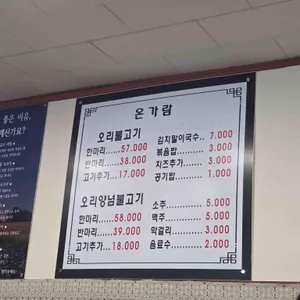 좋은 이유.
온가람
오리불고기
한마리......57.000
반마리......38.000
고기추가...17.000
김치말이국수.. 7.000
볶음밥........ 3.000
치즈추가...... 3.000
공기밥........ 1.000
오리양념불고기
한마리......58.000
반마리......39.000
고기추가...18.000
소주.......... 5.000
맥주.......... 5.000
막걸리........ 3.000
음료수........ 2.000